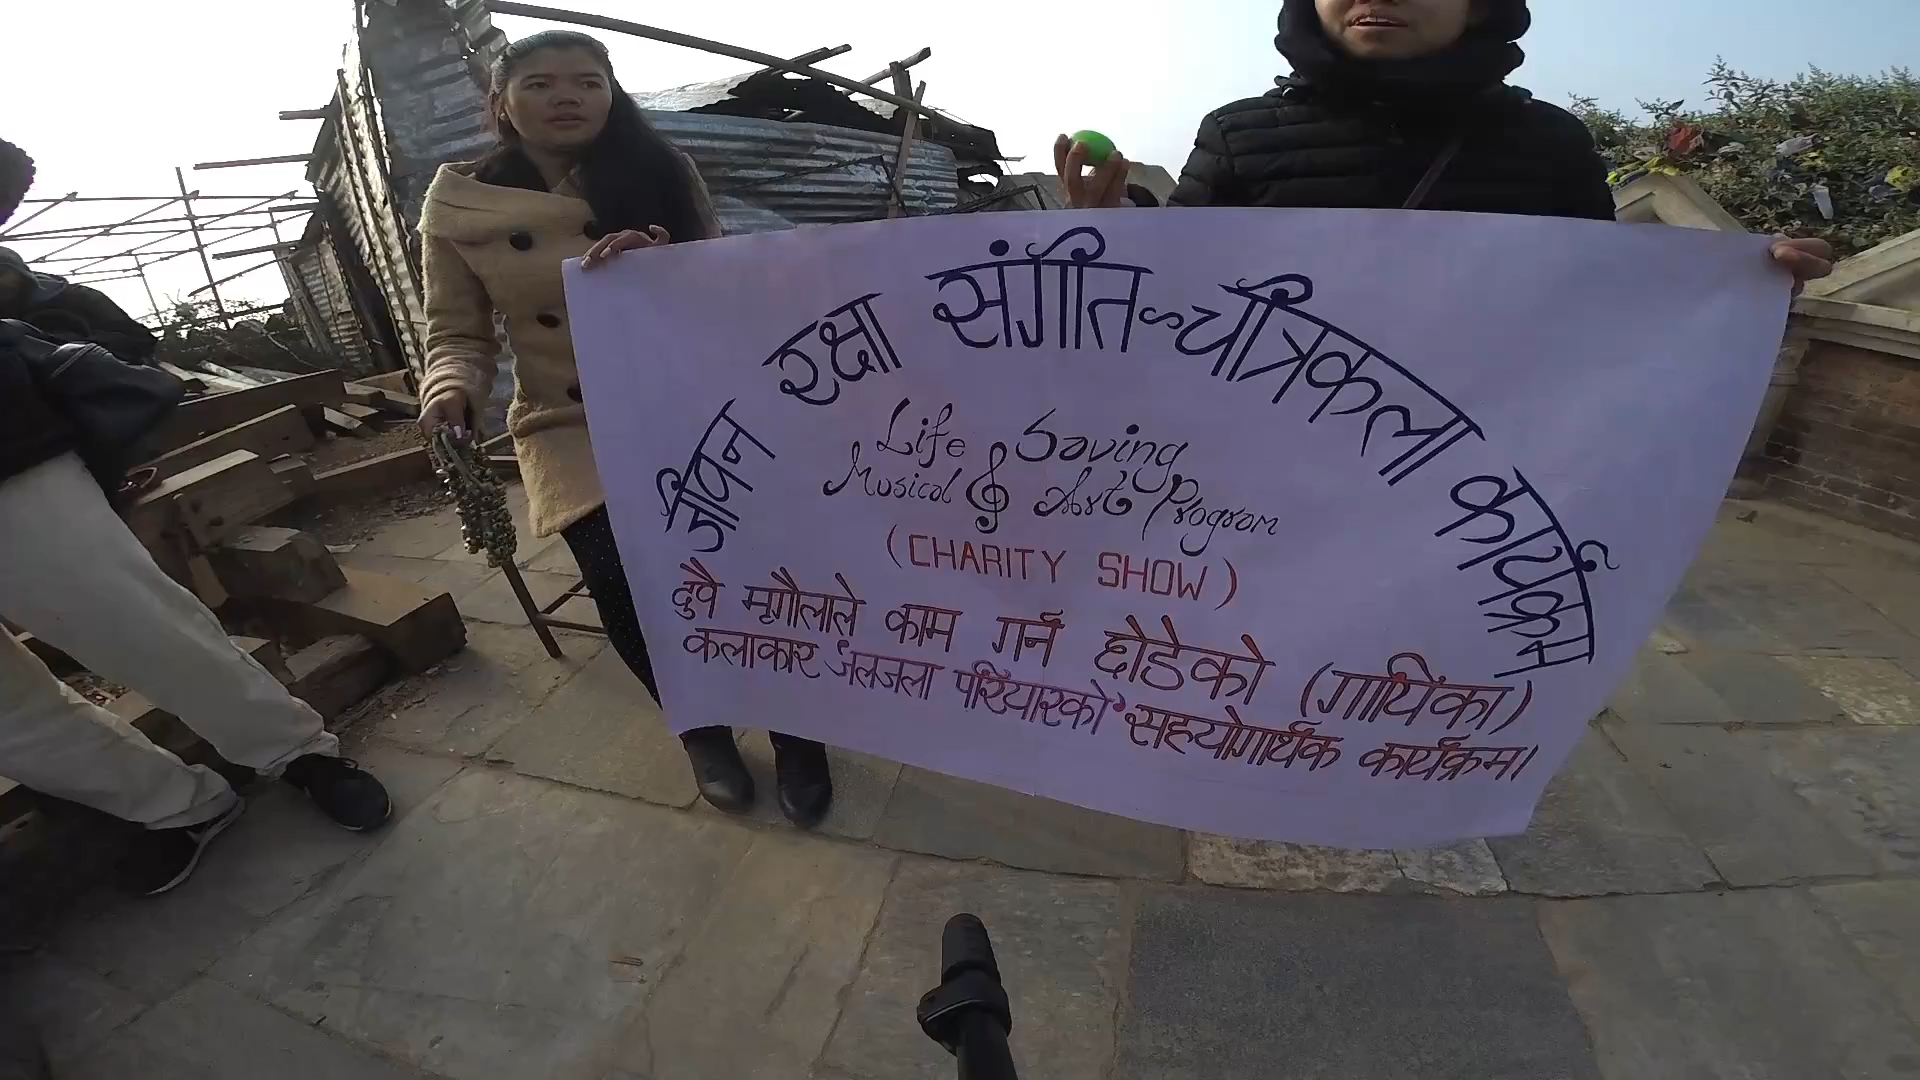 जीवन रक्षा संगीत चीत्रिकला कार्यक्रम
Life Saving
Musical & Art Program
(CHARITY SHOW)
दुवै मृगौलाले काम गर्न छोडेको (गायिका)
कलाकार जलजला परियारको सहयोगार्थक कार्यक्रम।